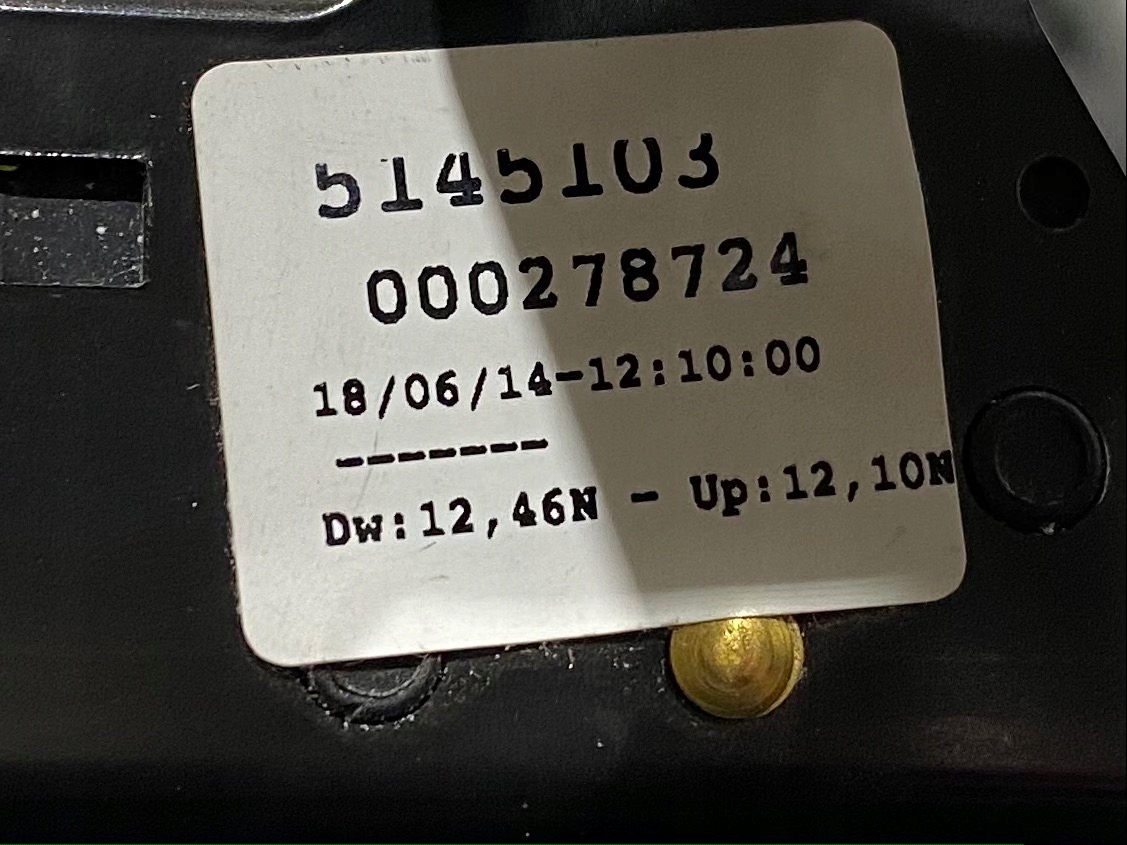 5145103
000278724
18/06/14-12:10:00
-------
Dw:12,46N - Up:12,10N